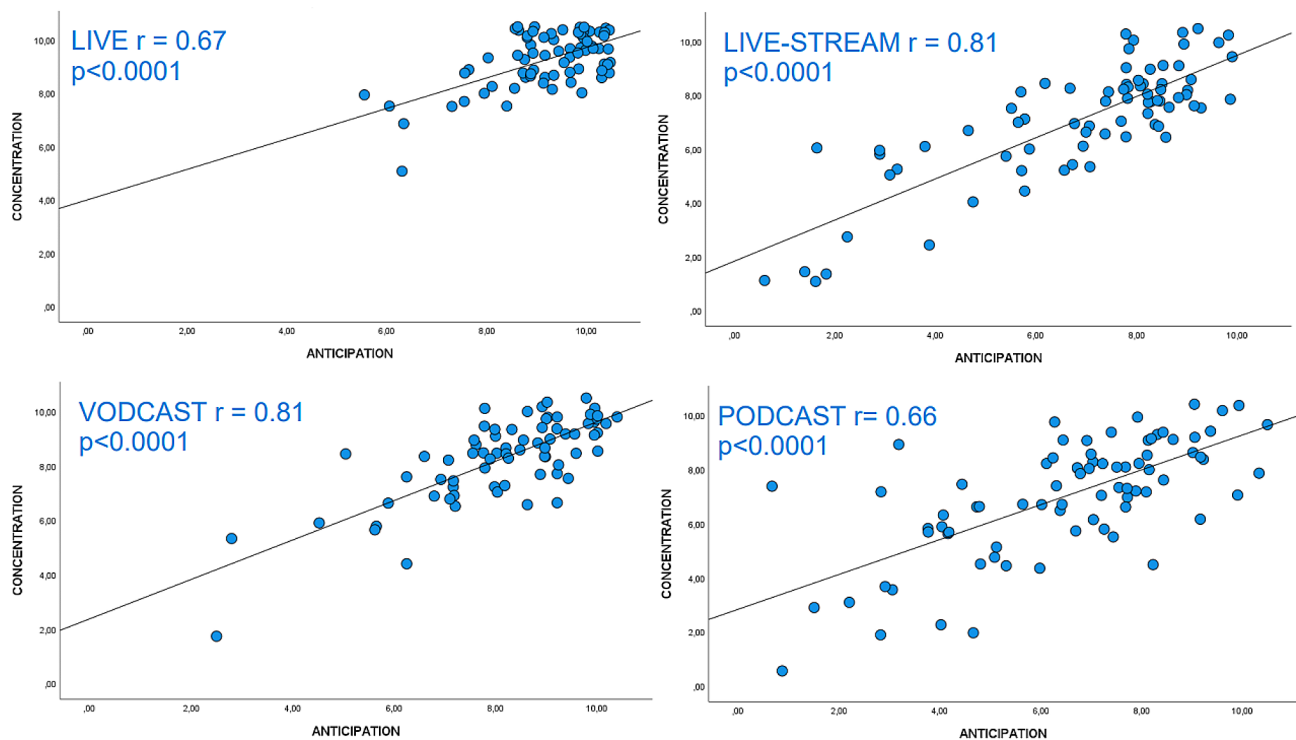 LIVE r = 0.67
p<0.0001
CONCENTRATION
10,00
8,00
6,00
4,00
2,00
,00
,00 2,00 4,00 6,00 8,00 10,00
ANTICIPATION
LIVE-STREAM r = 0.81
p<0.0001
CONCENTRATION
10,00
8,00
6,00
4,00
2,00
,00
,00 2,00 4,00 6,00 8,00 10,00
ANTICIPATION
VODCAST r = 0.81
p<0.0001
CONCENTRATION
10,00
8,00
6,00
4,00
2,00
,00
,00 2,00 4,00 6,00 8,00 10,00
ANTICIPATION
PODCAST r= 0.66
p<0.0001
CONCENTRATION
10,00
8,00
6,00
4,00
2,00
,00
,00 2,00 4,00 6,00 8,00 10,00
ANTICIPATION